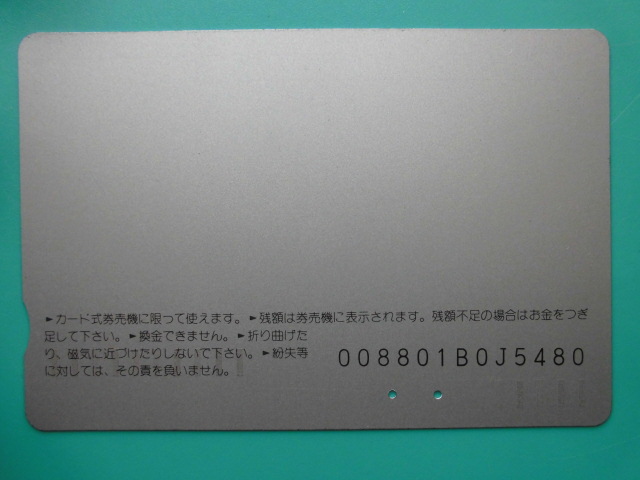 ►カード式券売機に限って使えます。►残額は券売機に表示されます。残額不足の場合はお金をつぎ
足して下さい。►換金できません。►折り曲げた
り、磁気に近づけたりしないで下さい。►紛失等
に対しては、その責を負いません。
008801B0J5480